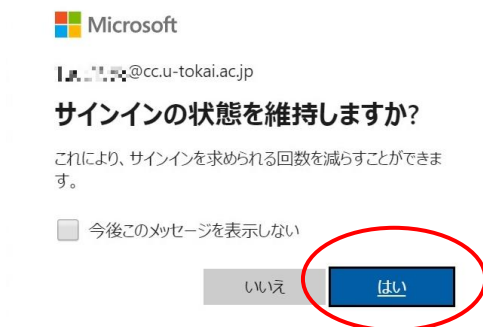 Microsoft
@cc.u-tokai.ac.jp
サインインの状態を維持しますか?
これにより、サインインを求められる回数を減らすことができま
す。
今後このメッセージを表示しない
いいえ
はい